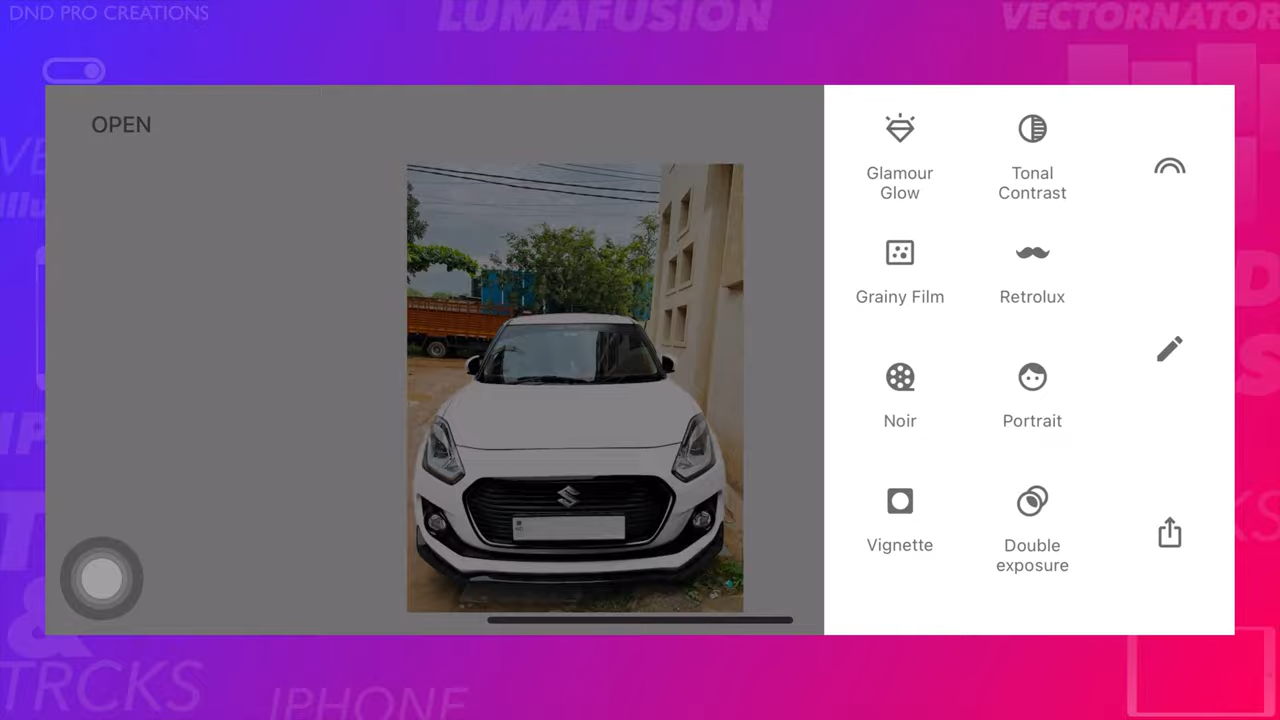 DND PRO CREATIONS
LUMAFUSION
VECTORNATOR
OPEN
Glamour
Glow
Tonal
Contrast
Grainy Film
Retrolux
Noir
Portrait
Vignette
Double
exposure
&
TRCKS
IPHONE